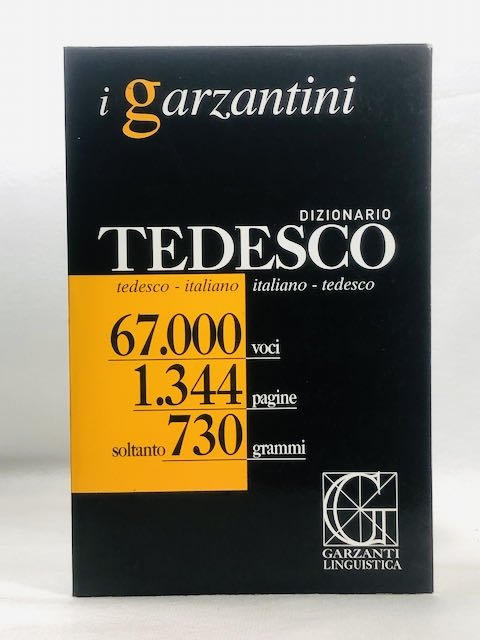 i garzantini
DIZIONARIO
TEDESCO
tedesco - italiano italiano - tedesco
67.000 voci
1.344 pagine
soltanto 730 grammi
G
GARZANTI
LINGUISTICA